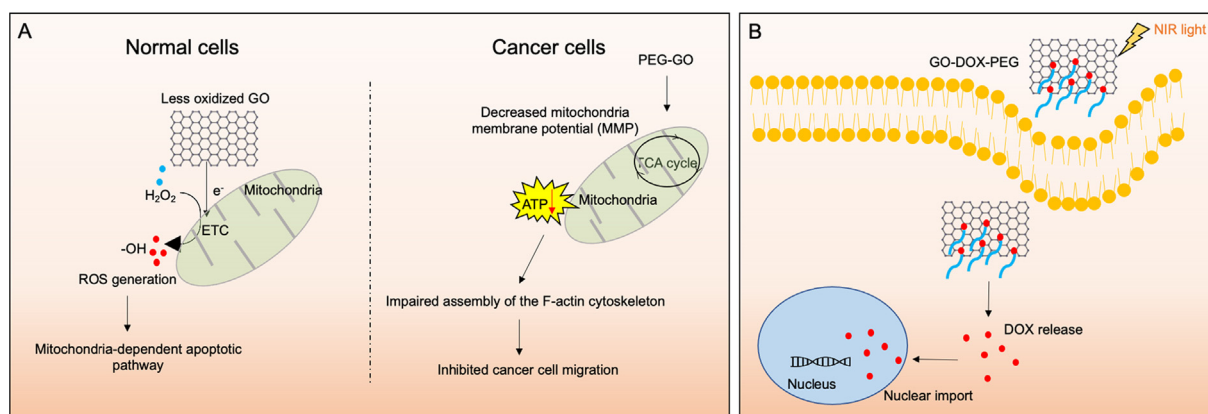 A
Normal cells
Less oxidized GO
H₂O₂
e⁻
Mitochondria
ETC
-OH
ROS generation
Mitochondria-dependent apoptotic
pathway
Cancer cells
PEG-GO
Decreased mitochondria
membrane potential (MMP)
TCA cycle
ATP
Mitochondria
Impaired assembly of the F-actin cytoskeleton
Inhibited cancer cell migration
B
NIR light
GO-DOX-PEG
DOX release
Nucleus
Nuclear import